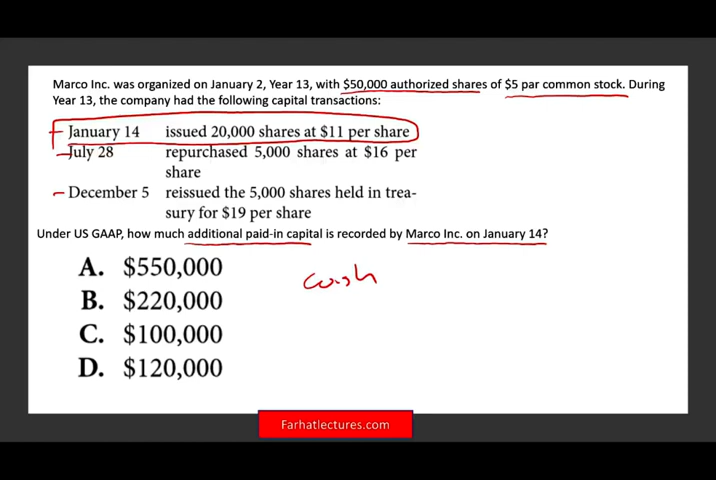 Marco Inc. was organized on January 2, Year 13, with $50,000 authorized shares of $5 par common stock. During
Year 13, the company had the following capital transactions:
January 14 issued 20,000 shares at $11 per share
July 28 repurchased 5,000 shares at $16 per
share
December 5 reissued the 5,000 shares held in trea-
sury for $19 per share
Under US GAAP, how much additional paid-in capital is recorded by Marco Inc. on January 14?
A. $550,000
cash
B. $220,000
C. $100,000
D. $120,000
Farhatlectures.com